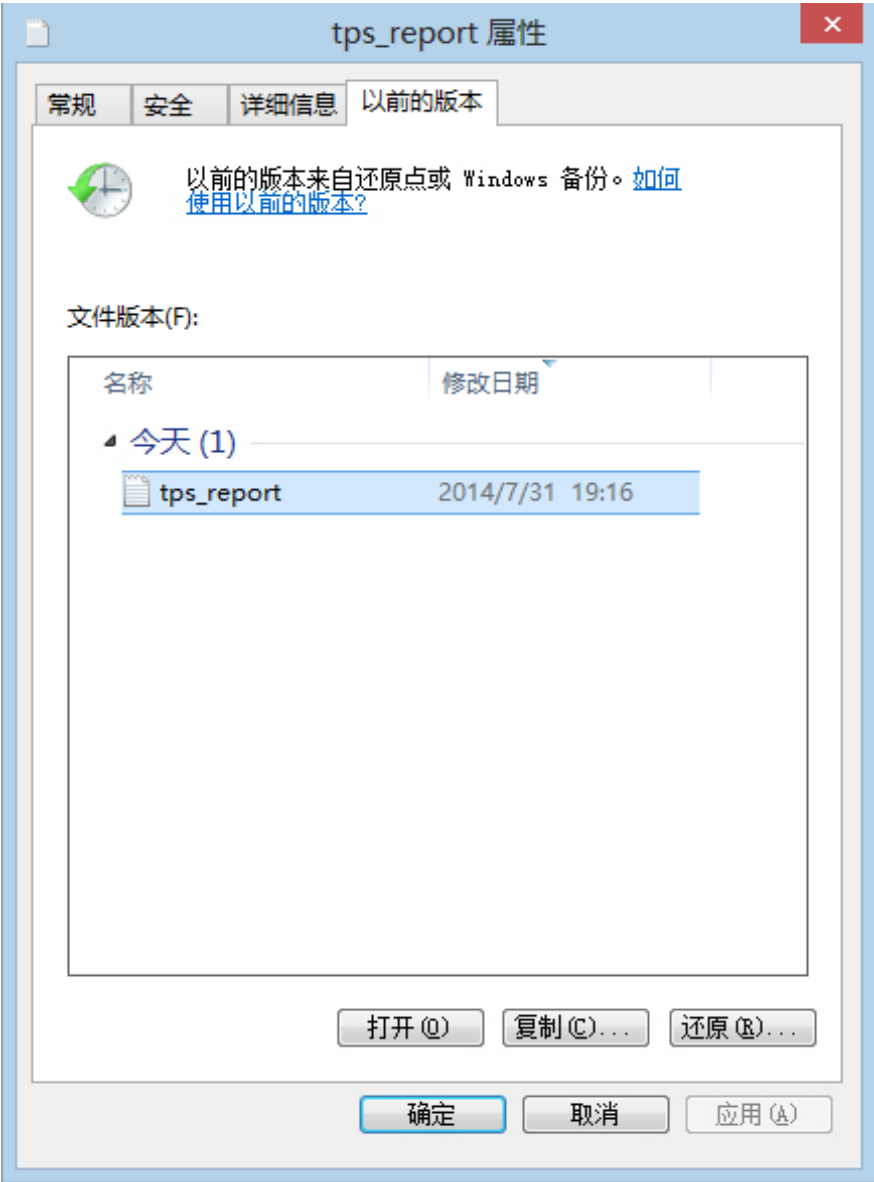 tps_report 属性
常规 安全 详细信息 以前的版本
以前的版本来自还原点或 Windows 备份。如何
使用以前的版本?
文件版本(F):
名称 修改日期
今天 (1)
tps_report 2014/7/31 19:16
打开(O) 复制(C)... 还原(R)...
确定 取消 应用(A)